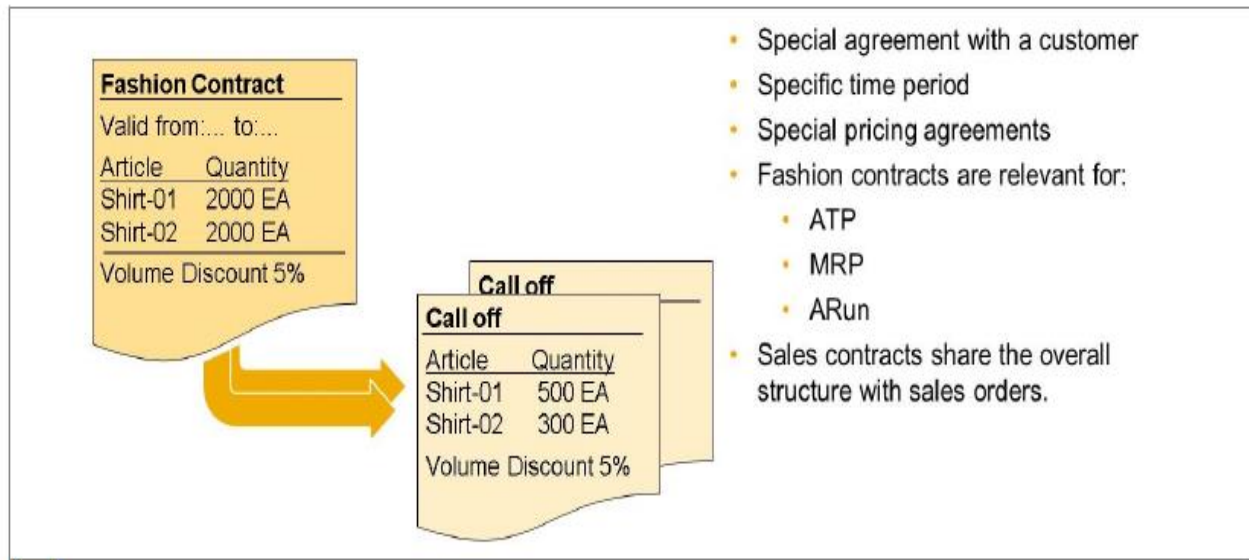 Fashion Contract
Valid from:... to:...
Article Quantity
Shirt-01 2000 EA
Shirt-02 2000 EA
Volume Discount 5%
Call off
Call off
Article Quantity
Shirt-01 500 EA
Shirt-02 300 EA
Volume Discount 5%
• Special agreement with a customer
• Specific time period
• Special pricing agreements
• Fashion contracts are relevant for:
• ATP
• MRP
• ARun
• Sales contracts share the overall
structure with sales orders.